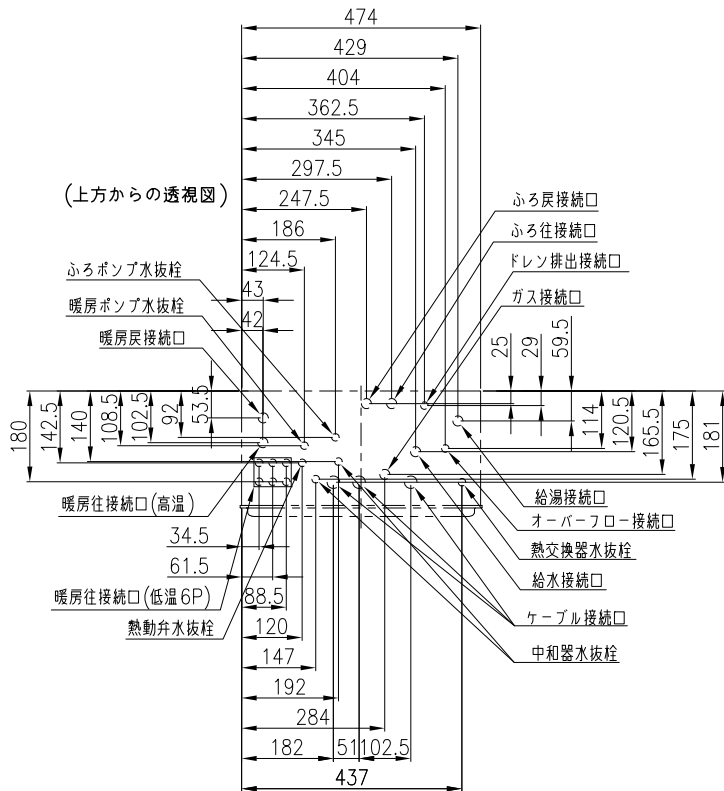 474
429
404
362.5
345
297.5
247.5
(上方からの透視図)
ふろ戻接続口
186
ふろ往接続口
124.5
ドレン排出接続口
ふろポンプ水抜栓
43
ガス接続口
暖房ポンプ水抜栓
42
暖房戻接続口
25
29
59.5
180
142.5
140
108.5
102.5
92
53.5
114
120.5
165.5
175
181
暖房往接続口(高温)
給湯接続口
オーバーフロー接続口
34.5
熱交換器水抜栓
61.5
給水接続口
暖房往接続口(低温6P)
88.5
ケーブル接続口
熱動弁水抜栓
120
中和器水抜栓
147
192
284
182
51
102.5
437